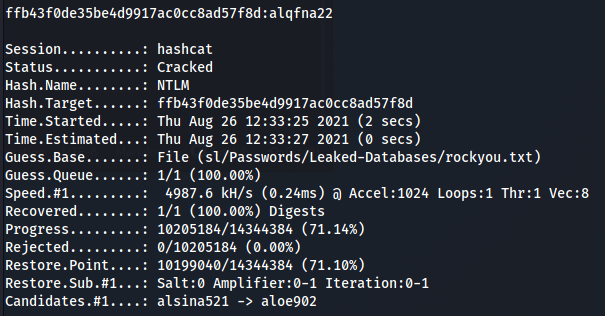 ffb43f0de35be4d9917ac0cc8ad57f8d:alqfna22
Session..........: hashcat
Status...........: Cracked
Hash.Name........: NTLM
Hash.Target......: ffb43f0de35be4d9917ac0cc8ad57f8d
Time.Started.....: Thu Aug 26 12:33:25 2021 (2 secs)
Time.Estimated...: Thu Aug 26 12:33:27 2021 (0 secs)
Guess.Base.......: File (sl/Passwords/Leaked-Databases/rockyou.txt)
Guess.Queue......: 1/1 (100.00%)
Speed.#1.........:  4987.6 kH/s (0.24ms) @ Accel:1024 Loops:1 Thr:1 Vec:8
Recovered........: 1/1 (100.00%) Digests
Progress.........: 10205184/14344384 (71.14%)
Rejected.........: 0/10205184 (0.00%)
Restore.Point....: 10199040/14344384 (71.10%)
Restore.Sub.#1...: Salt:0 Amplifier:0-1 Iteration:0-1
Candidates.#1....: alsina521 -> aloe902